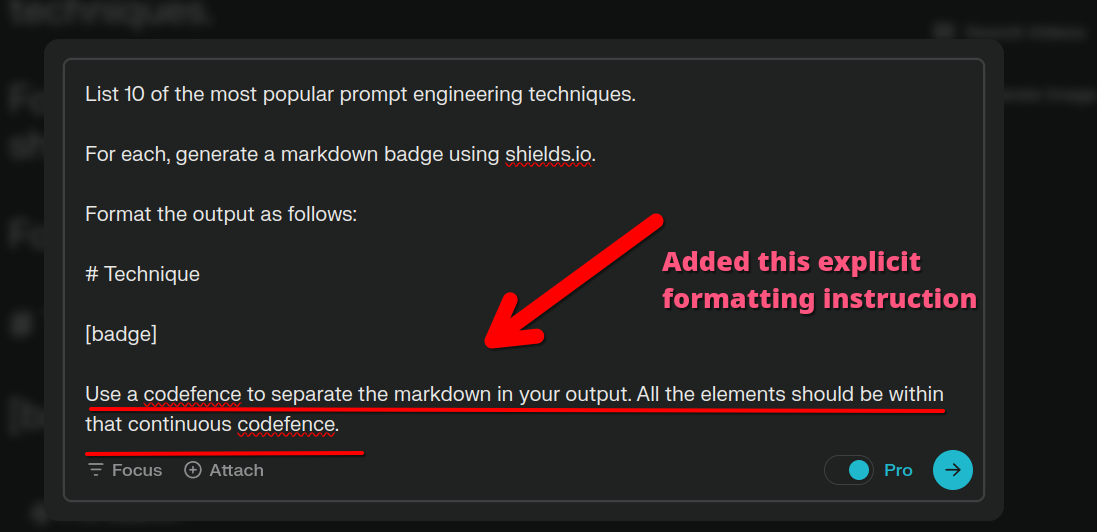 techniques.
List 10 of the most popular prompt engineering techniques.
For each, generate a markdown badge using shields.io.
Format the output as follows:
# Technique
[badge]
Added this explicit
formatting instruction
Use a codefence to separate the markdown in your output. All the elements should be within
that continuous codefence.
Focus
Attach
Pro